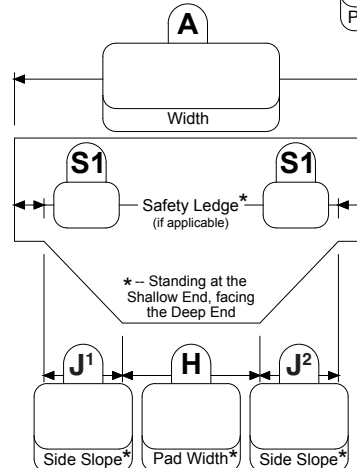 A
P
Width
S1 S1
Safety Ledge*
(if applicable)
* -- Standing at the
Shallow End, facing
the Deep End
J¹ H J²
Side Slope* Pad Width* Side Slope*